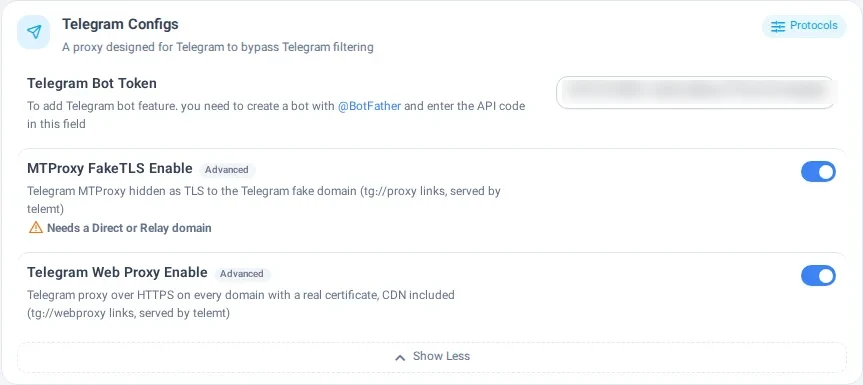 Telegram Configs
A proxy designed for Telegram to bypass Telegram filtering
Protocols
Telegram Bot Token
To add Telegram bot feature. you need to create a bot with @BotFather and enter the API code
in this field
MTProxy FakeTLS Enable Advanced
Telegram MTProxy hidden as TLS to the Telegram fake domain (tg://proxy links, served by
telemt)
Needs a Direct or Relay domain
Telegram Web Proxy Enable Advanced
Telegram proxy over HTTPS on every domain with a real certificate, CDN included
(tg://webproxy links, served by telemt)
Show Less